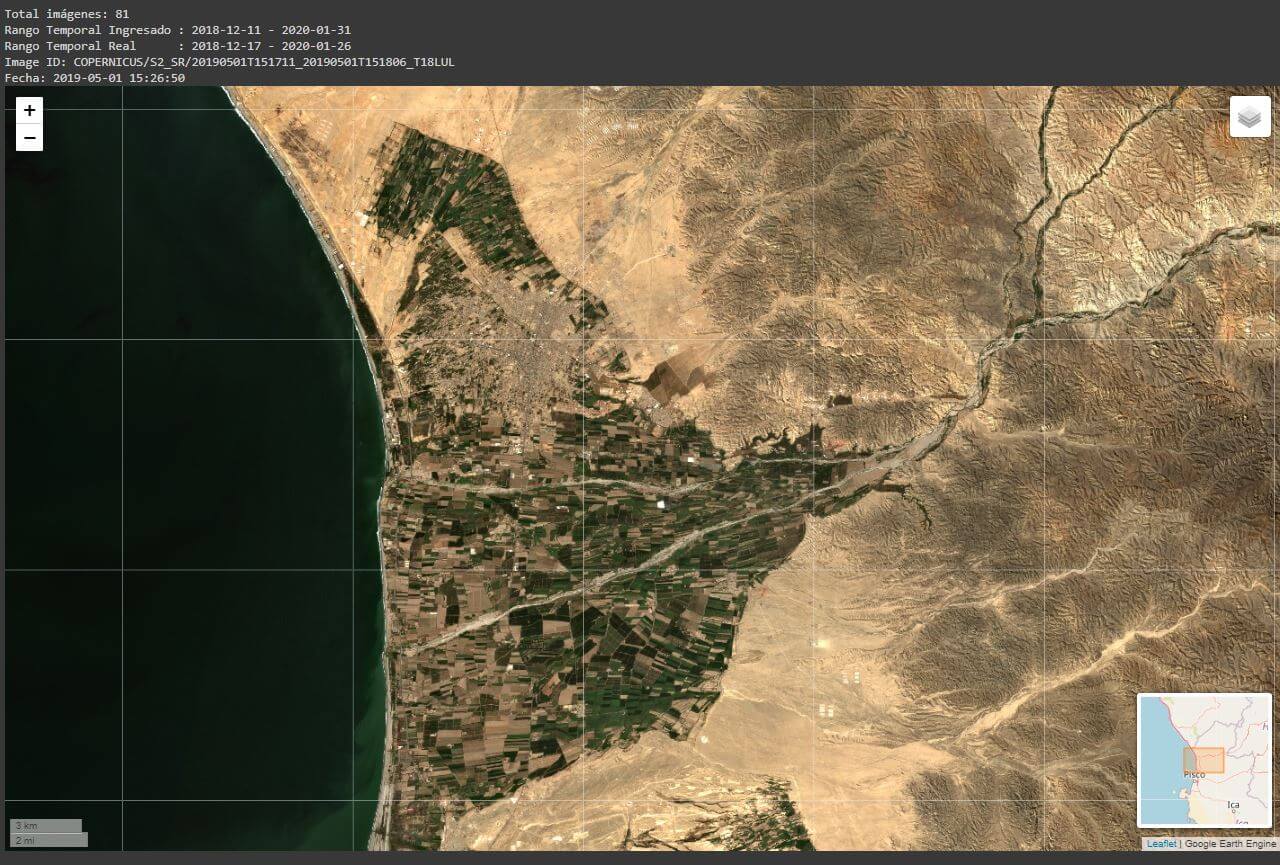 Total imágenes: 81
Rango Temporal Ingresado : 2018-12-11 - 2020-01-31
Rango Temporal Real      : 2018-12-17 - 2020-01-26
Image ID: COPERNICUS/S2_SR/20190501T151711_20190501T151806_T18LUL
Fecha: 2019-05-01 15:26:50
+
−
Pisco
Ica
3 km
2 mi
Leaflet | Google Earth Engine